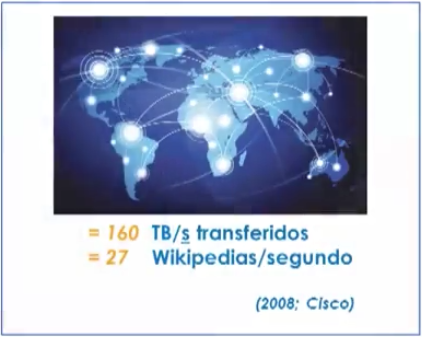 = 160 TB/s transferidos
= 27 Wikipedias/segundo
(2008; Cisco)